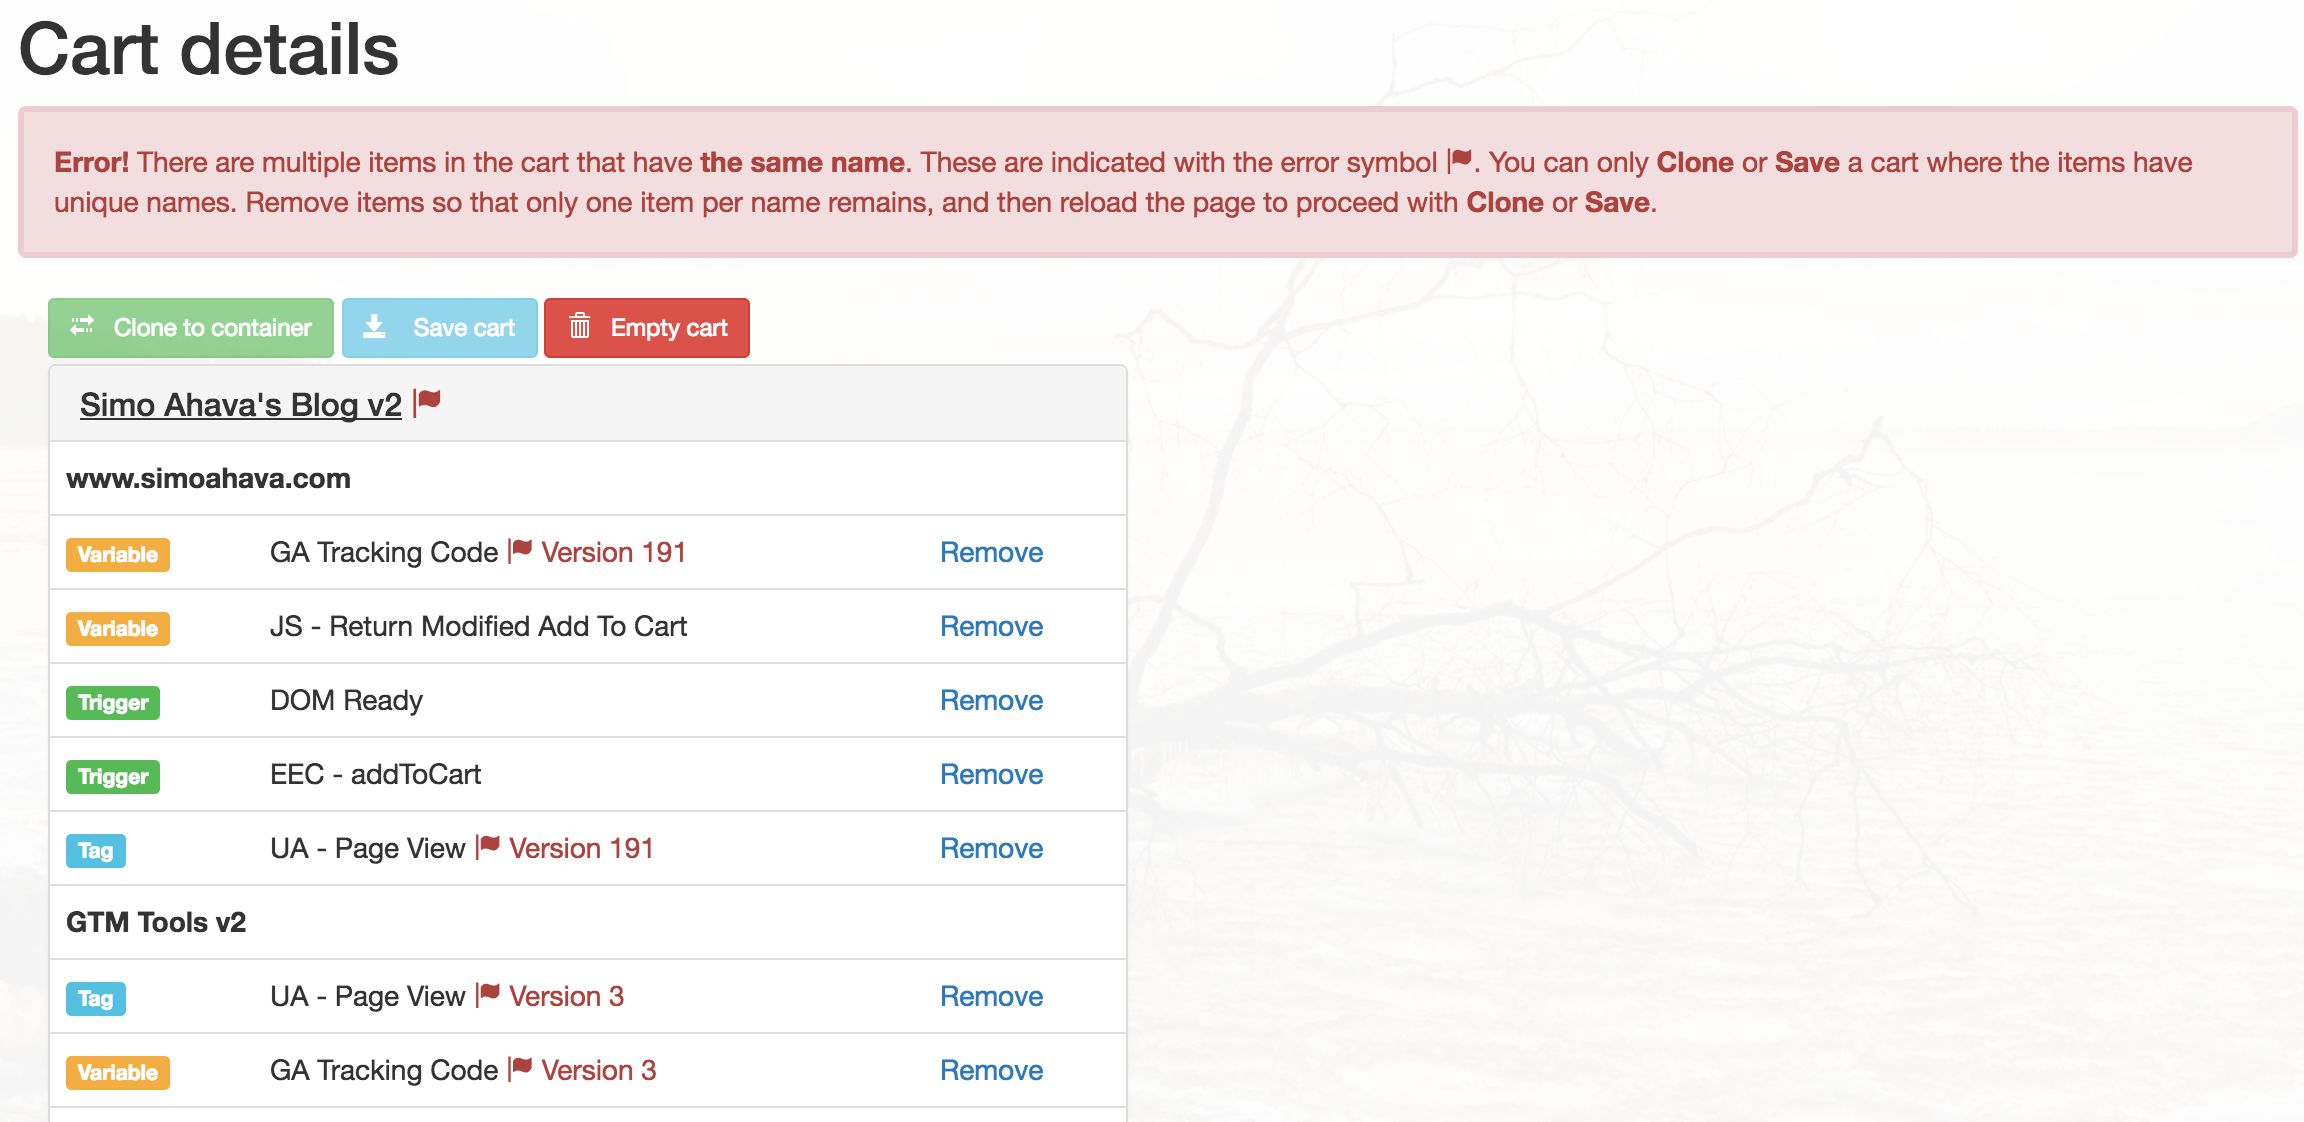 Cart details
Error! There are multiple items in the cart that have the same name. These are indicated with the error symbol . You can only Clone or Save a cart where the items have
unique names. Remove items so that only one item per name remains, and then reload the page to proceed with Clone or Save.
Clone to container Save cart Empty cart
Simo Ahava's Blog v2
www.simoahava.com
Variable GA Tracking Code Version 191 Remove
Variable JS - Return Modified Add To Cart Remove
Trigger DOM Ready Remove
Trigger EEC - addToCart Remove
Tag UA - Page View Version 191 Remove
GTM Tools v2
Tag UA - Page View Version 3 Remove
Variable GA Tracking Code Version 3 Remove